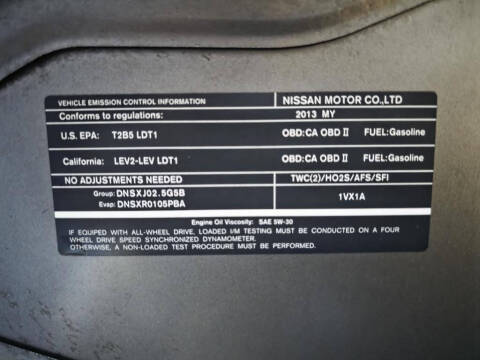 VEHICLE EMISSION CONTROL INFORMATION NISSAN MOTOR CO.,LTD
Conforms to regulations: 2013 MY
U.S. EPA: T2B5 LDT1 OBD:CA OBD II FUEL:Gasoline
California: LEV2-LEV LDT1 OBD:CA OBD II FUEL:Gasoline
NO ADJUSTMENTS NEEDED TWC(2)/HO2S/AFS/SFI
Group: DNSXJ02.5G5B 1VX1A
Evap: DNSXR0105PBA
Engine Oil Viscosity: SAE 5W-30
IF EQUIPPED WITH ALL-WHEEL DRIVE, LOADED I/M TESTING MUST BE CONDUCTED ON A FOUR
WHEEL DRIVE SPEED SYNCHRONIZED DYNAMOMETER.
OTHERWISE, A NON-LOADED TEST PROCEDURE MUST BE PERFORMED.